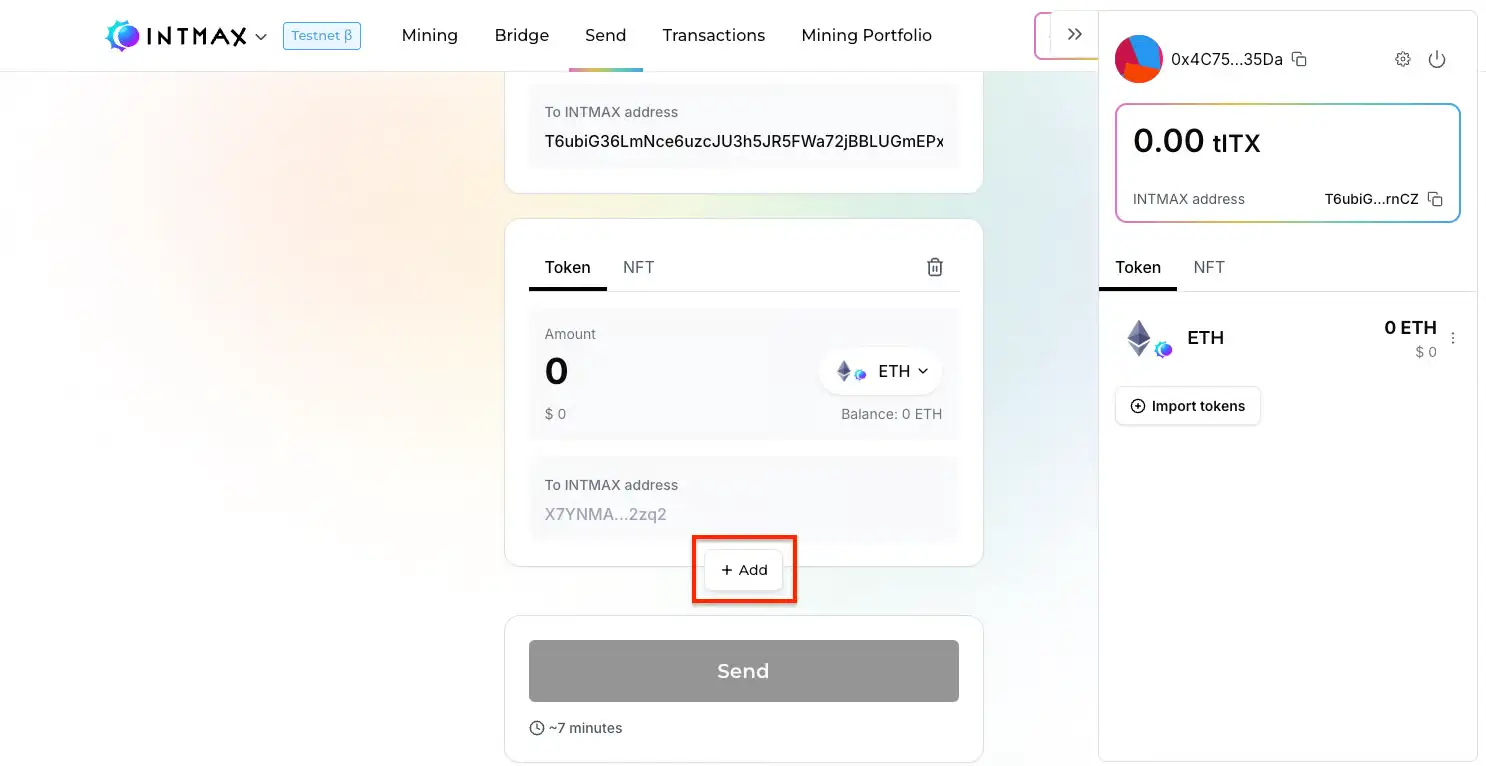 INTMAX Testnet β Mining Bridge Send Transactions Mining Portfolio
To INTMAX address
T6ubiG36LmNce6uzcJU3h5JR5FWa72jBBLUGmEPx
Token NFT
Amount
0 ETH
$ 0 Balance: 0 ETH
To INTMAX address
X7YNMA...2zq2
+ Add
Send
~7 minutes
0x4C75...35Da
0.00 tITX
INTMAX address T6ubiG...rnCZ
Token NFT
ETH 0 ETH
$ 0
Import tokens